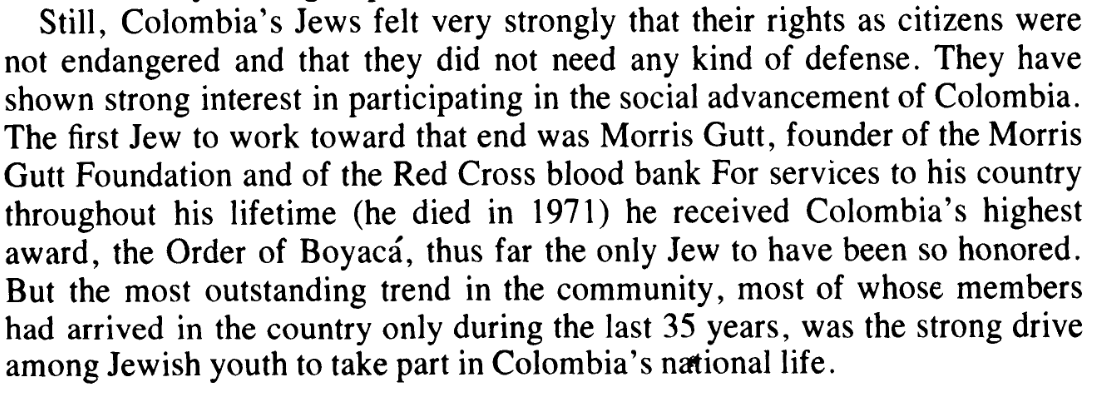 Still, Colombia's Jews felt very strongly that their rights as citizens were
not endangered and that they did not need any kind of defense. They have
shown strong interest in participating in the social advancement of Colombia.
The first Jew to work toward that end was Morris Gutt, founder of the Morris
Gutt Foundation and of the Red Cross blood bank For services to his country
throughout his lifetime (he died in 1971) he received Colombia's highest
award, the Order of Boyacá, thus far the only Jew to have been so honored.
But the most outstanding trend in the community, most of whose members
had arrived in the country only during the last 35 years, was the strong drive
among Jewish youth to take part in Colombia's national life.